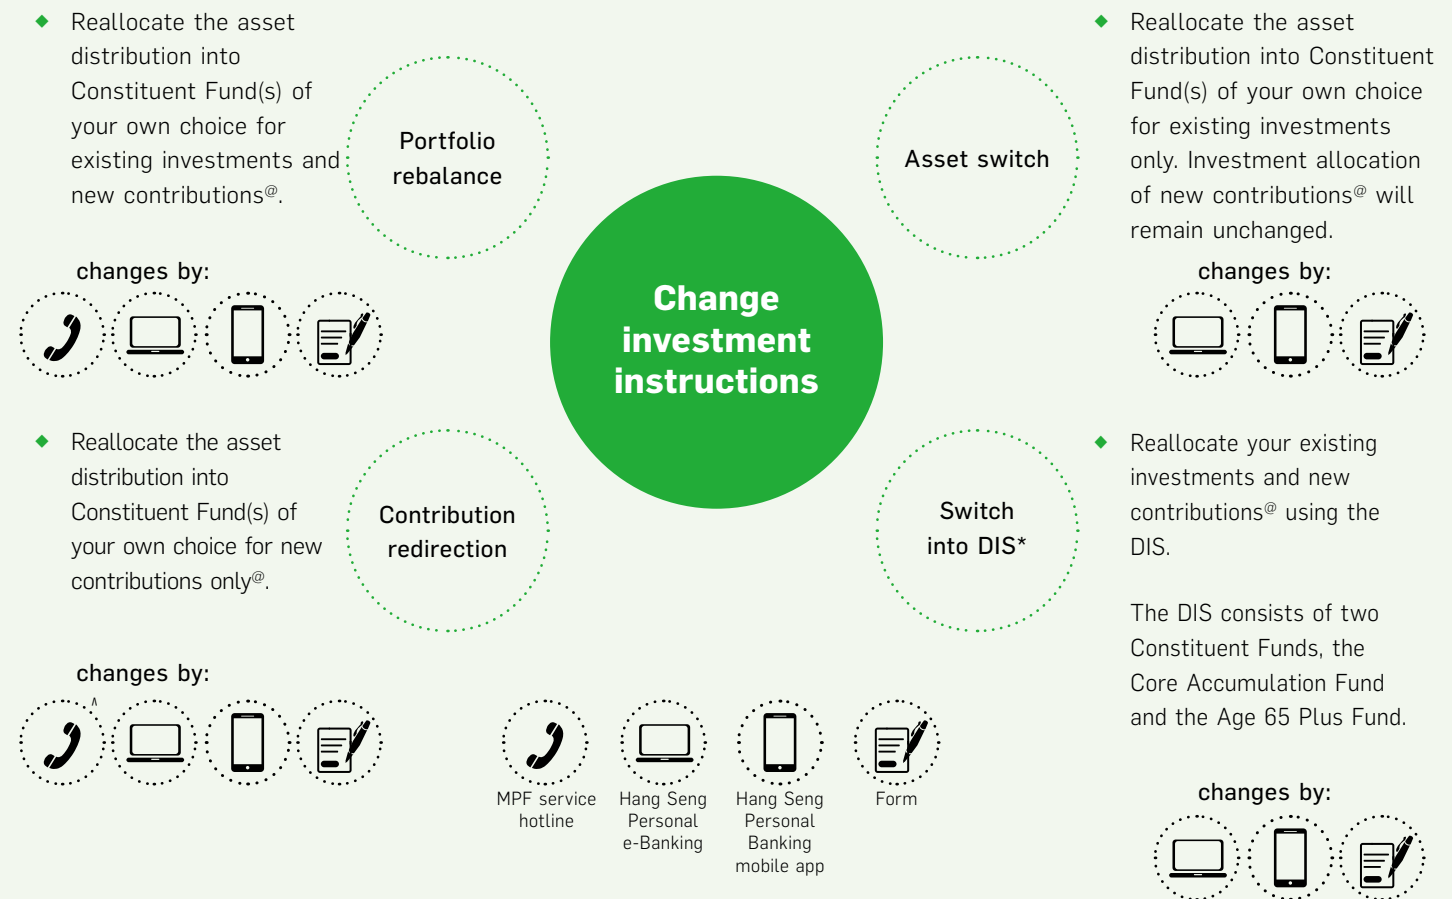 ◆ Reallocate the asset
distribution into
Constituent Fund(s) of
your own choice for
existing investments and
new contributions@.
Portfolio
rebalance
changes by:
Asset switch
◆ Reallocate the asset
distribution into Constituent
Fund(s) of your own choice
for existing investments
only. Investment allocation
of new contributions@ will
remain unchanged.
changes by:
Change
investment
instructions
◆ Reallocate the asset
distribution into
Constituent Fund(s) of
your own choice for new
contributions only@.
Contribution
redirection
changes by:
^
Switch
into DIS*
◆ Reallocate your existing
investments and new
contributions@ using the
DIS.
The DIS consists of two
Constituent Funds, the
Core Accumulation Fund
and the Age 65 Plus Fund.
changes by:
MPF service
hotline
Hang Seng
Personal
e-Banking
Hang Seng
Personal
Banking
mobile app
Form